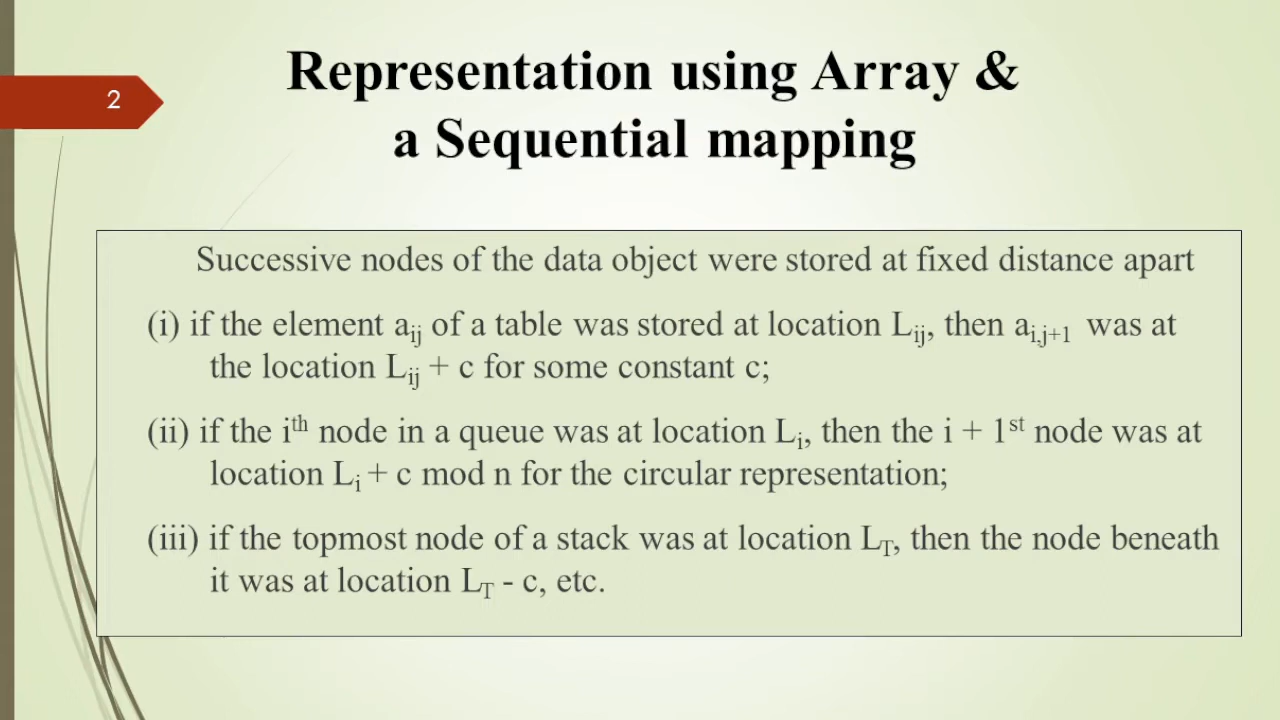 2
Representation using Array &
a Sequential mapping
Successive nodes of the data object were stored at fixed distance apart
(i) if the element aij of a table was stored at location Lij, then ai,j+1 was at
the location Lij + c for some constant c;
(ii) if the ith node in a queue was at location Li, then the i + 1st node was at
location Li + c mod n for the circular representation;
(iii) if the topmost node of a stack was at location LT, then the node beneath
it was at location LT - c, etc.